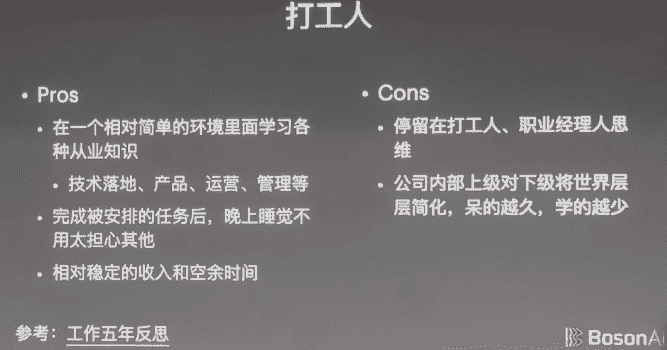 打工人
• Pros
• 在一个相对简单的环境里面学习各
种从业知识
• 技术落地、产品、运营、管理等
• 完成被安排的任务后，晚上睡觉不
用太担心其他
• 相对稳定的收入和空余时间
• Cons
• 停留在打工人、职业经理人思
维
• 公司内部上级对下级将世界层
层简化，呆的越久，学的越少
参考：工作五年反思
BosonAi